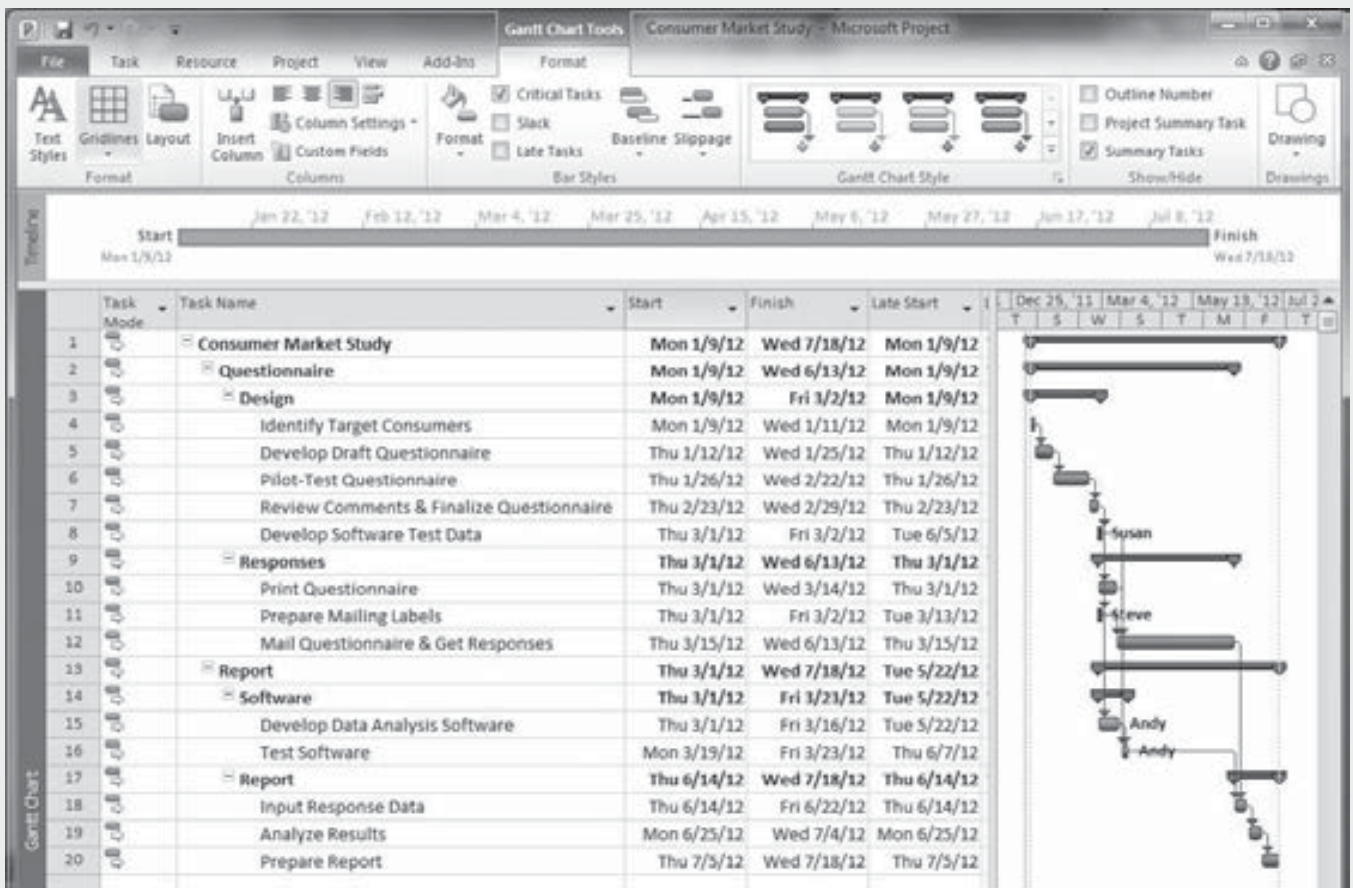 Gantt Chart Tools Consumer Market Study - Microsoft Project
File Task Resource Project View Add-Ins Format
Text Styles
Gridlines
Layout
Format
Insert Column
Column Settings
Custom Fields
Columns
Format
Critical Tasks
Slack
Late Tasks
Baseline
Slippage
Bar Styles
Gantt Chart Style
Outline Number
Project Summary Task
Summary Tasks
Show/Hide
Drawing
Drawings
Timeline
Jan 22, '12 Feb 12, '12 Mar 4, '12 Mar 25, '12 Apr 15, '12 May 6, '12 May 27, '12 Jun 17, '12 Jul 8, '12
Start
Mon 1/9/12
Finish
Wed 7/18/12
Gantt Chart
Task Mode Task Name Start Finish Late Start Dec 25, '11 Mar 4, '12 May 13, '12 Jul 2
T S W S T M F T
1 Consumer Market Study Mon 1/9/12 Wed 7/18/12 Mon 1/9/12
2 Questionnaire Mon 1/9/12 Wed 6/13/12 Mon 1/9/12
3 Design Mon 1/9/12 Fri 3/2/12 Mon 1/9/12
4 Identify Target Consumers Mon 1/9/12 Wed 1/11/12 Mon 1/9/12
5 Develop Draft Questionnaire Thu 1/12/12 Wed 1/25/12 Thu 1/12/12
6 Pilot-Test Questionnaire Thu 1/26/12 Wed 2/22/12 Thu 1/26/12
7 Review Comments & Finalize Questionnaire Thu 2/23/12 Wed 2/29/12 Thu 2/23/12
8 Develop Software Test Data Thu 3/1/12 Fri 3/2/12 Tue 6/5/12 Susan
9 Responses Thu 3/1/12 Wed 6/13/12 Thu 3/1/12
10 Print Questionnaire Thu 3/1/12 Wed 3/14/12 Thu 3/1/12
11 Prepare Mailing Labels Thu 3/1/12 Fri 3/2/12 Tue 3/13/12 Steve
12 Mail Questionnaire & Get Responses Thu 3/15/12 Wed 6/13/12 Thu 3/15/12
13 Report Thu 3/1/12 Wed 7/18/12 Tue 5/22/12
14 Software Thu 3/1/12 Fri 3/23/12 Tue 5/22/12
15 Develop Data Analysis Software Thu 3/1/12 Fri 3/16/12 Tue 5/22/12 Andy
16 Test Software Mon 3/19/12 Fri 3/23/12 Thu 6/7/12 Andy
17 Report Thu 6/14/12 Wed 7/18/12 Thu 6/14/12
18 Input Response Data Thu 6/14/12 Fri 6/22/12 Thu 6/14/12
19 Analyze Results Mon 6/25/12 Wed 7/4/12 Mon 6/25/12
20 Prepare Report Thu 7/5/12 Wed 7/18/12 Thu 7/5/12